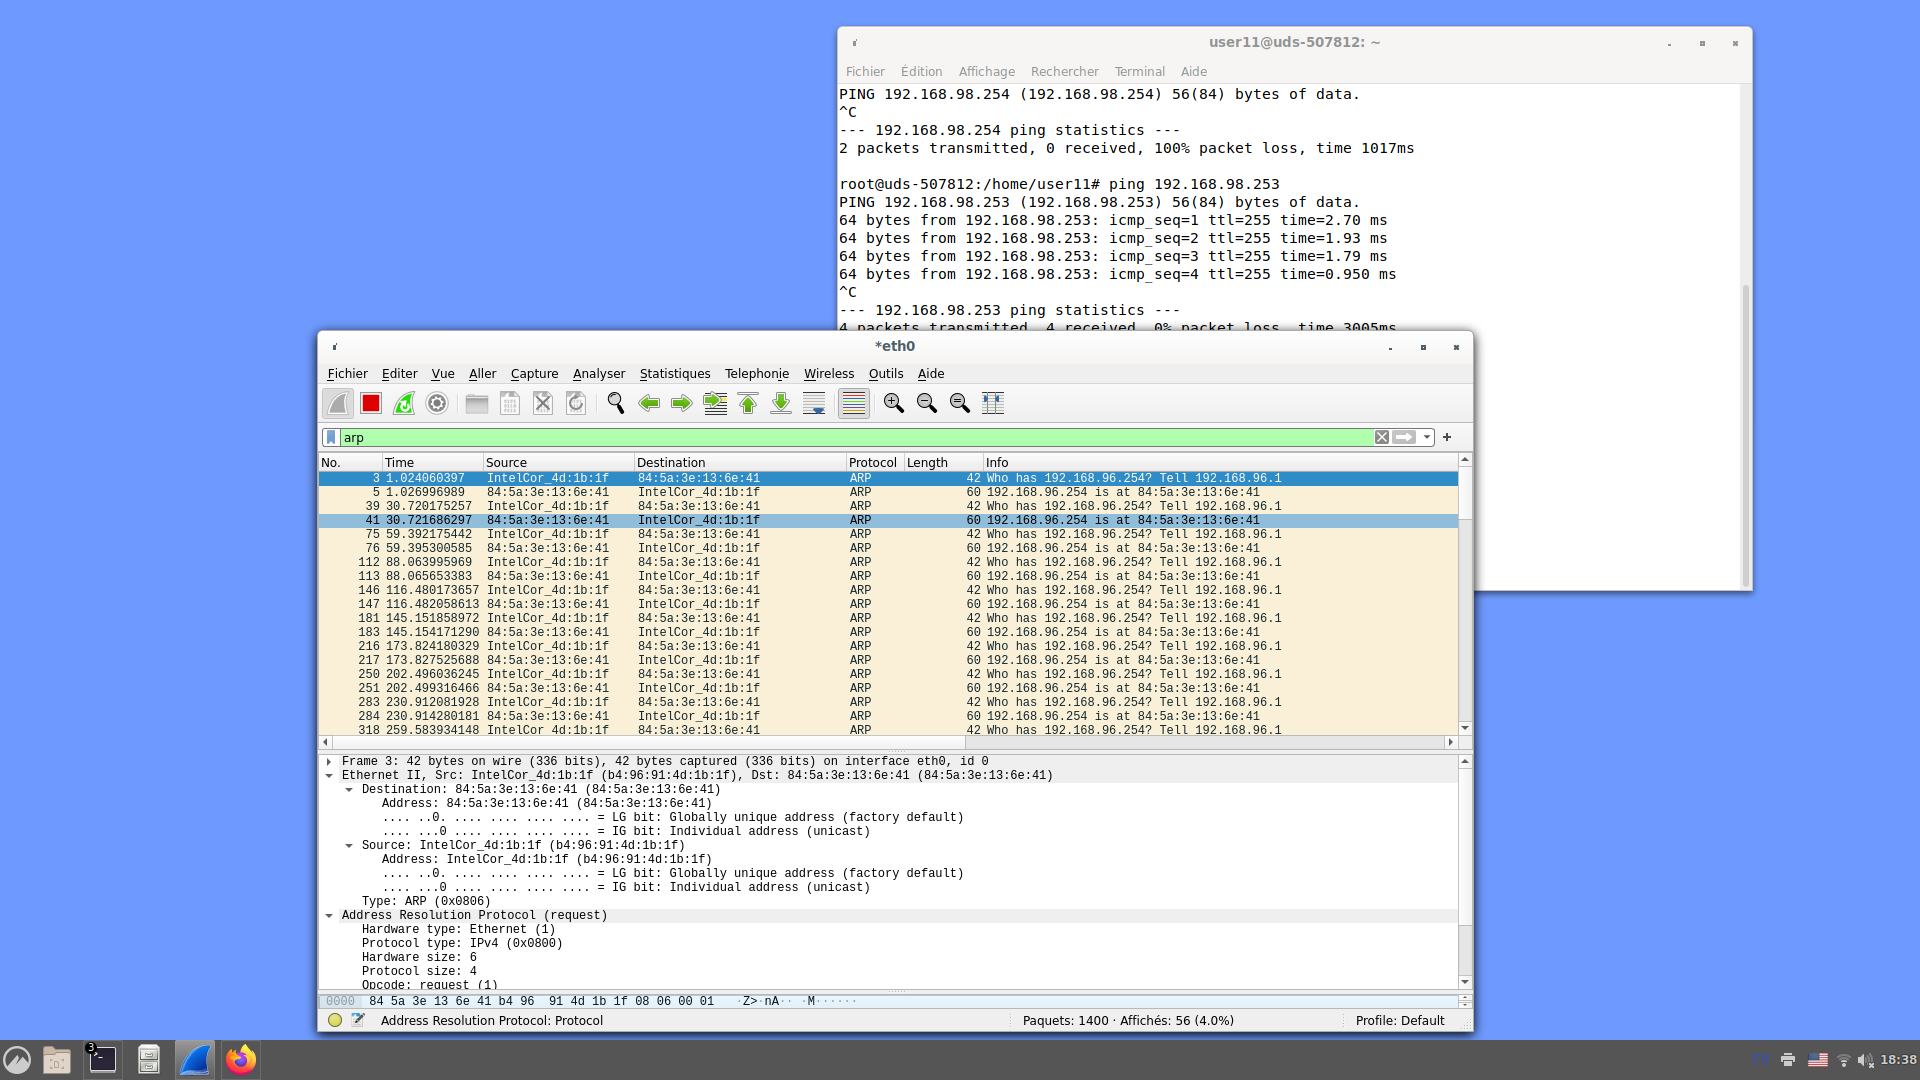 user11@uds-507812: ~
Fichier Édition Affichage Rechercher Terminal Aide
PING 192.168.98.254 (192.168.98.254) 56(84) bytes of data.
^C
--- 192.168.98.254 ping statistics ---
2 packets transmitted, 0 received, 100% packet loss, time 1017ms
root@uds-507812:/home/user11# ping 192.168.98.253
PING 192.168.98.253 (192.168.98.253) 56(84) bytes of data.
64 bytes from 192.168.98.253: icmp_seq=1 ttl=255 time=2.70 ms
64 bytes from 192.168.98.253: icmp_seq=2 ttl=255 time=1.93 ms
64 bytes from 192.168.98.253: icmp_seq=3 ttl=255 time=1.79 ms
64 bytes from 192.168.98.253: icmp_seq=4 ttl=255 time=0.950 ms
^C
--- 192.168.98.253 ping statistics ---
4 packets transmitted, 4 received, 0% packet loss, time 3005ms
*eth0
Fichier Editer Vue Aller Capture Analyser Statistiques Telephonie Wireless Outils Aide
arp
No. Time Source Destination Protocol Length Info
3 1.024060397 IntelCor_4d:1b:1f 84:5a:3e:13:6e:41 ARP 42 Who has 192.168.96.254? Tell 192.168.96.1
5 1.026996989 84:5a:3e:13:6e:41 IntelCor_4d:1b:1f ARP 60 192.168.96.254 is at 84:5a:3e:13:6e:41
39 30.720175257 IntelCor_4d:1b:1f 84:5a:3e:13:6e:41 ARP 42 Who has 192.168.96.254? Tell 192.168.96.1
41 30.721686297 84:5a:3e:13:6e:41 IntelCor_4d:1b:1f ARP 60 192.168.96.254 is at 84:5a:3e:13:6e:41
75 59.392175442 IntelCor_4d:1b:1f 84:5a:3e:13:6e:41 ARP 42 Who has 192.168.96.254? Tell 192.168.96.1
76 59.395300585 84:5a:3e:13:6e:41 IntelCor_4d:1b:1f ARP 60 192.168.96.254 is at 84:5a:3e:13:6e:41
112 88.063995969 IntelCor_4d:1b:1f 84:5a:3e:13:6e:41 ARP 42 Who has 192.168.96.254? Tell 192.168.96.1
113 88.065653383 84:5a:3e:13:6e:41 IntelCor_4d:1b:1f ARP 60 192.168.96.254 is at 84:5a:3e:13:6e:41
146 116.480173657 IntelCor_4d:1b:1f 84:5a:3e:13:6e:41 ARP 42 Who has 192.168.96.254? Tell 192.168.96.1
147 116.482058613 84:5a:3e:13:6e:41 IntelCor_4d:1b:1f ARP 60 192.168.96.254 is at 84:5a:3e:13:6e:41
181 145.151858972 IntelCor_4d:1b:1f 84:5a:3e:13:6e:41 ARP 42 Who has 192.168.96.254? Tell 192.168.96.1
183 145.154171290 84:5a:3e:13:6e:41 IntelCor_4d:1b:1f ARP 60 192.168.96.254 is at 84:5a:3e:13:6e:41
216 173.824180329 IntelCor_4d:1b:1f 84:5a:3e:13:6e:41 ARP 42 Who has 192.168.96.254? Tell 192.168.96.1
217 173.827525688 84:5a:3e:13:6e:41 IntelCor_4d:1b:1f ARP 60 192.168.96.254 is at 84:5a:3e:13:6e:41
250 202.496036245 IntelCor_4d:1b:1f 84:5a:3e:13:6e:41 ARP 42 Who has 192.168.96.254? Tell 192.168.96.1
251 202.499316466 84:5a:3e:13:6e:41 IntelCor_4d:1b:1f ARP 60 192.168.96.254 is at 84:5a:3e:13:6e:41
283 230.912081928 IntelCor_4d:1b:1f 84:5a:3e:13:6e:41 ARP 42 Who has 192.168.96.254? Tell 192.168.96.1
284 230.914280181 84:5a:3e:13:6e:41 IntelCor_4d:1b:1f ARP 60 192.168.96.254 is at 84:5a:3e:13:6e:41
318 259.583934148 IntelCor_4d:1b:1f 84:5a:3e:13:6e:41 ARP 42 Who has 192.168.96.254? Tell 192.168.96.1
Frame 3: 42 bytes on wire (336 bits), 42 bytes captured (336 bits) on interface eth0, id 0
Ethernet II, Src: IntelCor_4d:1b:1f (b4:96:91:4d:1b:1f), Dst: 84:5a:3e:13:6e:41 (84:5a:3e:13:6e:41)
Destination: 84:5a:3e:13:6e:41 (84:5a:3e:13:6e:41)
Address: 84:5a:3e:13:6e:41 (84:5a:3e:13:6e:41)
.... ..0. .... .... .... .... = LG bit: Globally unique address (factory default)
.... ...0 .... .... .... .... = IG bit: Individual address (unicast)
Source: IntelCor_4d:1b:1f (b4:96:91:4d:1b:1f)
Address: IntelCor_4d:1b:1f (b4:96:91:4d:1b:1f)
.... ..0. .... .... .... .... = LG bit: Globally unique address (factory default)
.... ...0 .... .... .... .... = IG bit: Individual address (unicast)
Type: ARP (0x0806)
Address Resolution Protocol (request)
Hardware type: Ethernet (1)
Protocol type: IPv4 (0x0800)
Hardware size: 6
Protocol size: 4
Opcode: request (1)
0000 84 5a 3e 13 6e 41 b4 96 91 4d 1b 1f 08 06 00 01 ·Z>·nA·· ·M······
Address Resolution Protocol: Protocol
Paquets: 1400 · Affichés: 56 (4.0%)
Profile: Default
3
18:38